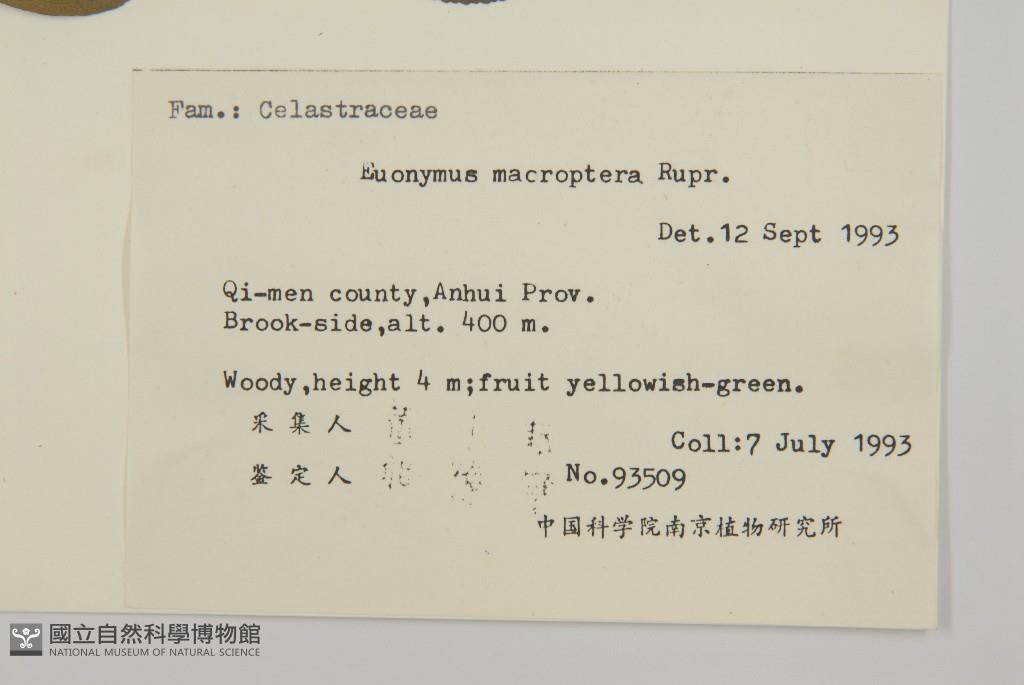 Fam.: Celastraceae
Euonymus macroptera Rupr.
Det.12 Sept 1993
Qi-men county,Anhui Prov.
Brook-side,alt. 400 m.
Woody,height 4 m;fruit yellowish-green.
采集人
Coll:7 July 1993
鉴定人
No.93509
中国科学院南京植物研究所
國立自然科學博物館
NATIONAL MUSEUM OF NATURAL SCIENCE